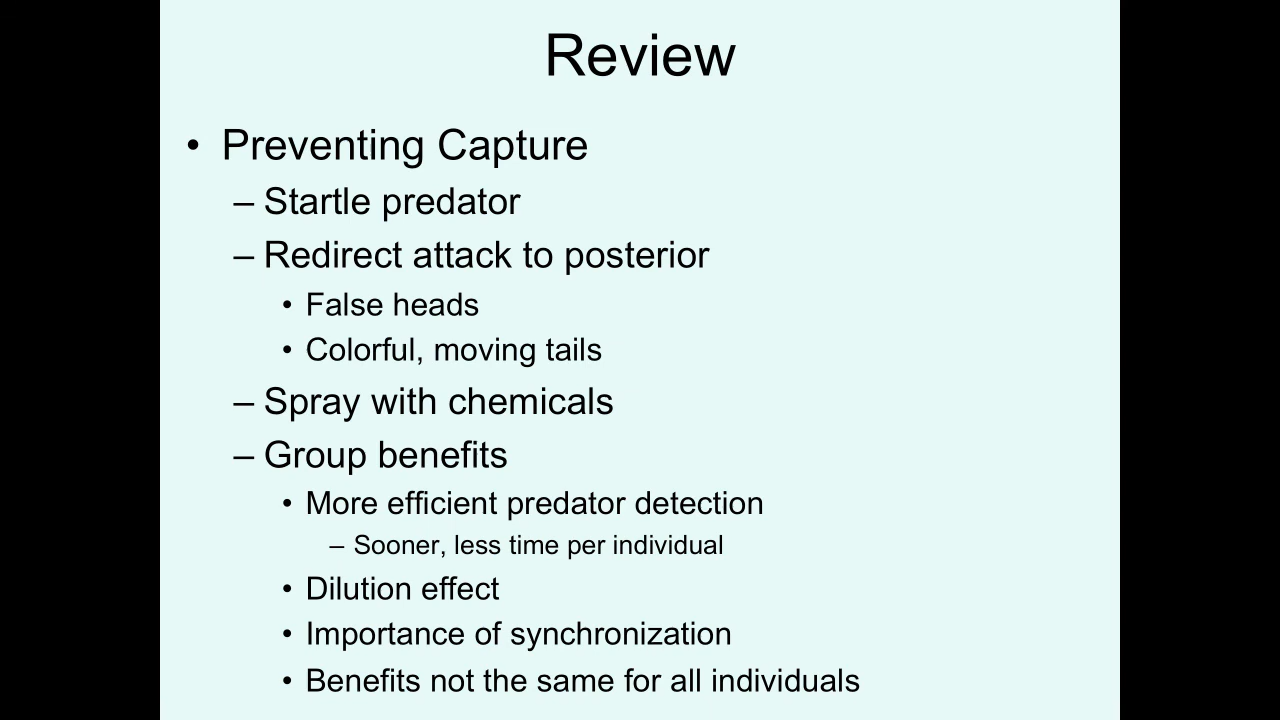 Review
• Preventing Capture
– Startle predator
– Redirect attack to posterior
• False heads
• Colorful, moving tails
– Spray with chemicals
– Group benefits
• More efficient predator detection
– Sooner, less time per individual
• Dilution effect
• Importance of synchronization
• Benefits not the same for all individuals